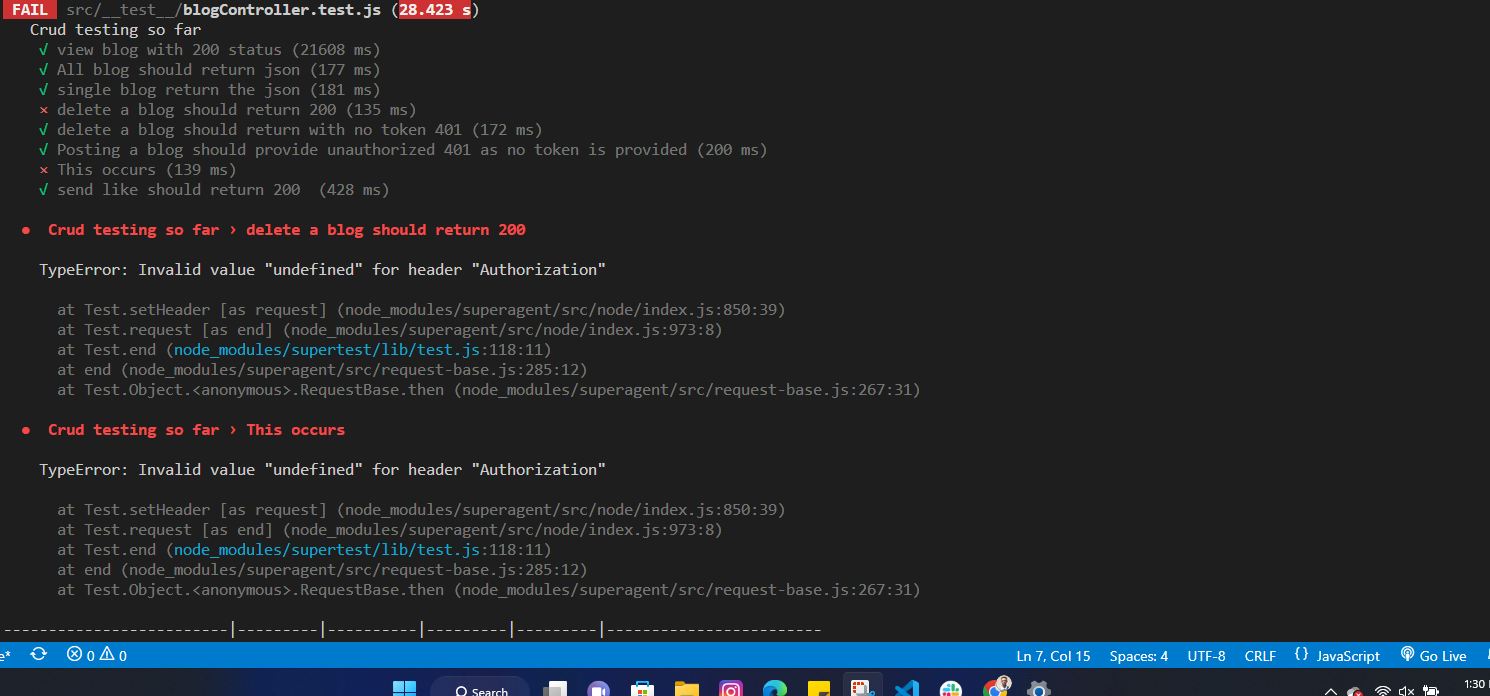 FAIL src/__test__/blogController.test.js (28.423 s)
Crud testing so far
√ view blog with 200 status (21608 ms)
√ All blog should return json (177 ms)
√ single blog return the json (181 ms)
× delete a blog should return 200 (135 ms)
√ delete a blog should return with no token 401 (172 ms)
√ Posting a blog should provide unauthorized 401 as no token is provided (200 ms)
× This occurs (139 ms)
√ send like should return 200  (428 ms)
● Crud testing so far › delete a blog should return 200
TypeError: Invalid value "undefined" for header "Authorization"
at Test.setHeader [as request] (node_modules/superagent/src/node/index.js:850:39)
at Test.request [as end] (node_modules/superagent/src/node/index.js:973:8)
at Test.end (node_modules/supertest/lib/test.js:118:11)
at end (node_modules/superagent/src/request-base.js:285:12)
at Test.Object.<anonymous>.RequestBase.then (node_modules/superagent/src/request-base.js:267:31)
● Crud testing so far › This occurs
TypeError: Invalid value "undefined" for header "Authorization"
at Test.setHeader [as request] (node_modules/superagent/src/node/index.js:850:39)
at Test.request [as end] (node_modules/superagent/src/node/index.js:973:8)
at Test.end (node_modules/supertest/lib/test.js:118:11)
at end (node_modules/superagent/src/request-base.js:285:12)
at Test.Object.<anonymous>.RequestBase.then (node_modules/superagent/src/request-base.js:267:31)
-------------------------|---------|----------|---------|---------|------------------------
e* 0 0 Ln 7, Col 15 Spaces: 4 UTF-8 CRLF {} JavaScript Go Live
Search 1:30